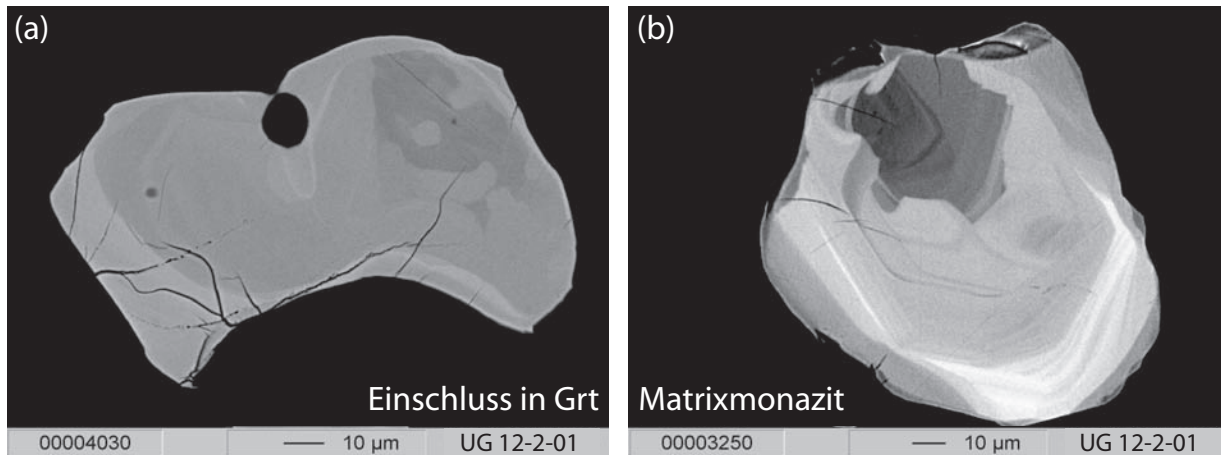 (a)
Einschluss in Grt
00004030 10 µm UG 12-2-01
(b)
Matrixmonazit
00003250 10 µm UG 12-2-01